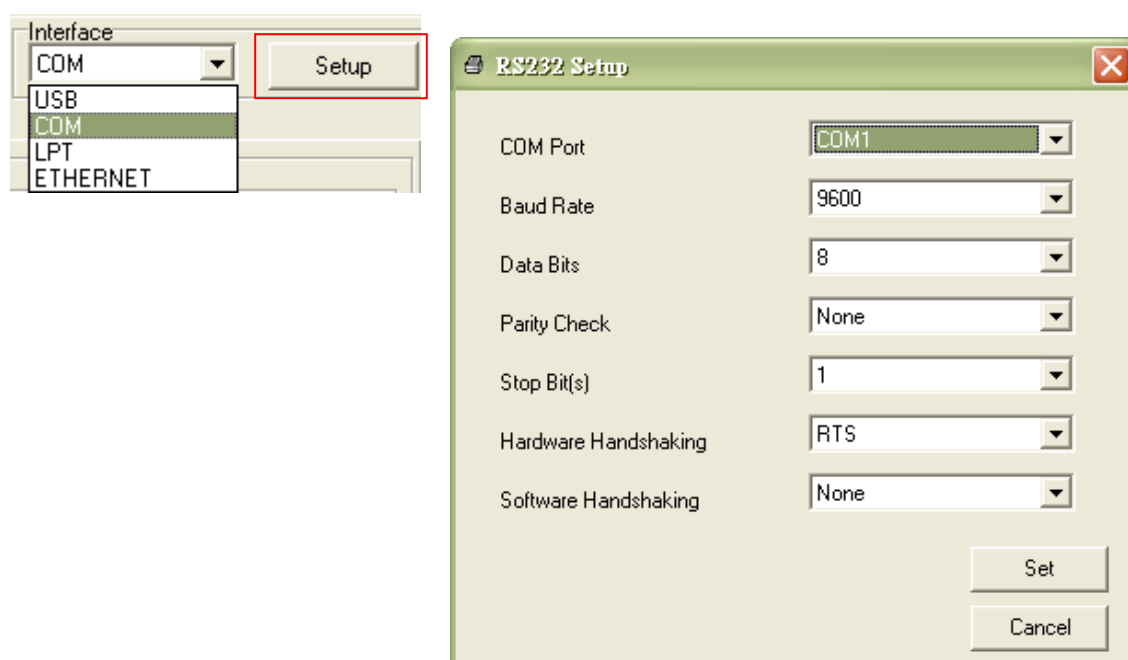 Interface
COM
Setup
USB
COM
LPT
ETHERNET
RS232 Setup
COM Port COM1
Baud Rate 9600
Data Bits 8
Parity Check None
Stop Bit(s) 1
Hardware Handshaking RTS
Software Handshaking None
Set
Cancel